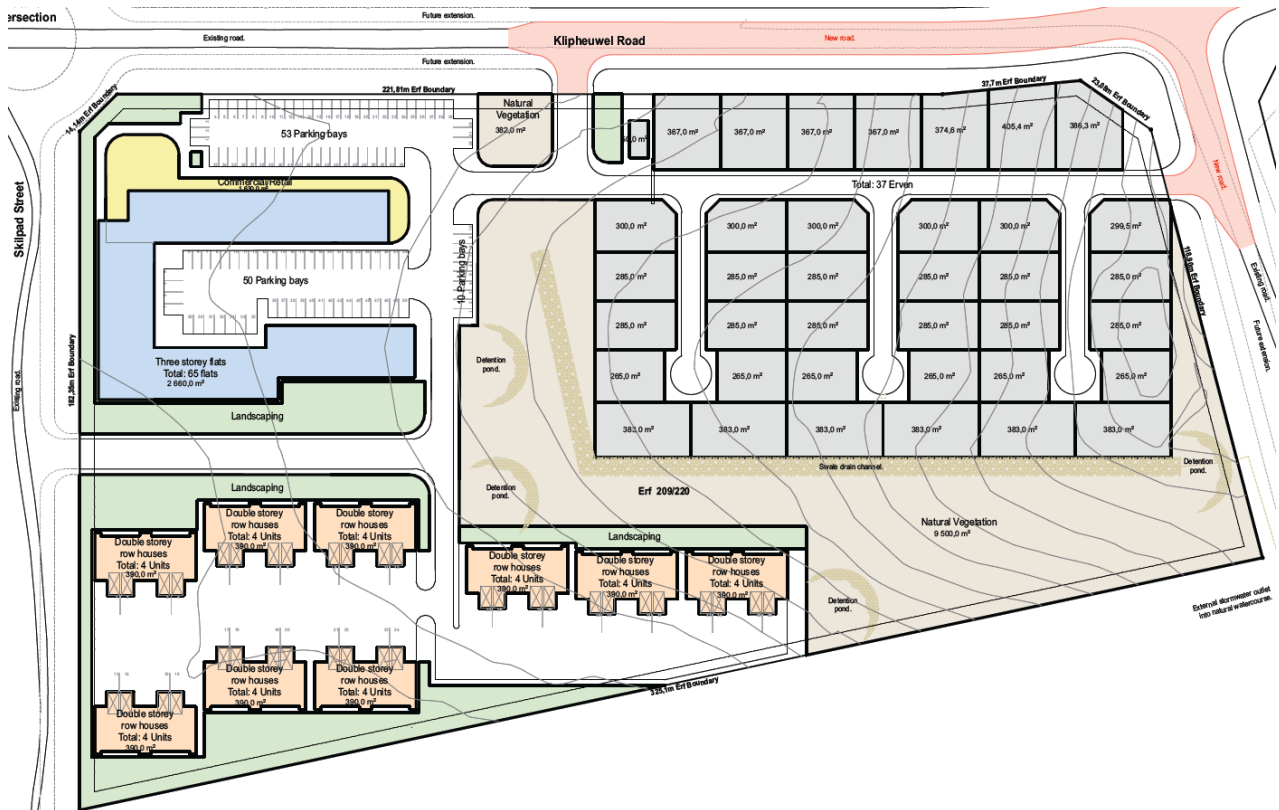 ersection
Future extension.
Existing road.
Klipheuwel Road
New road.
Future extension.
14,14m Erf Boundary
221,81m Erf Boundary
37,7m Erf Boundary
23,08m Erf Boundary
Natural
Vegetation
382,0 m²
53 Parking bays
367,0 m²
367,0 m²
367,0 m²
367,0 m²
374,6 m²
405,4 m²
386,3 m²
Commercial/Retail
Total: 37 Erven
New road.
Skilpad Street
300,0 m²
300,0 m²
300,0 m²
300,0 m²
300,0 m²
299,5 m²
118,90m Erf Boundary
10 Parking bays
50 Parking bays
285,0 m²
285,0 m²
285,0 m²
285,0 m²
285,0 m²
285,0 m²
Existing road.
285,0 m²
285,0 m²
285,0 m²
285,0 m²
285,0 m²
285,0 m²
Future extension.
182,35m Erf Boundary
Existing road.
Three storey flats
Total: 65 flats
2 660,0 m²
Detention
pond.
265,0 m²
265,0 m²
265,0 m²
265,0 m²
265,0 m²
265,0 m²
Landscaping
383,0 m²
383,0 m²
383,0 m²
383,0 m²
383,0 m²
383,0 m²
Swale drain channel.
Detention
pond.
Detention
pond.
Landscaping
Erf 209/220
Natural Vegetation
9 500,0 m²
Double storey
row houses
Total: 4 Units
390,0 m²
Double storey
row houses
Total: 4 Units
390,0 m²
Double storey
row houses
Total: 4 Units
390,0 m²
Landscaping
Double storey
row houses
Total: 4 Units
390,0 m²
Double storey
row houses
Total: 4 Units
390,0 m²
Double storey
row houses
Total: 4 Units
390,0 m²
Detention
pond.
External stormwater outlet
into natural watercourse.
Double storey
row houses
Total: 4 Units
390,0 m²
Double storey
row houses
Total: 4 Units
390,0 m²
Double storey
row houses
Total: 4 Units
390,0 m²
325,1m Erf Boundary